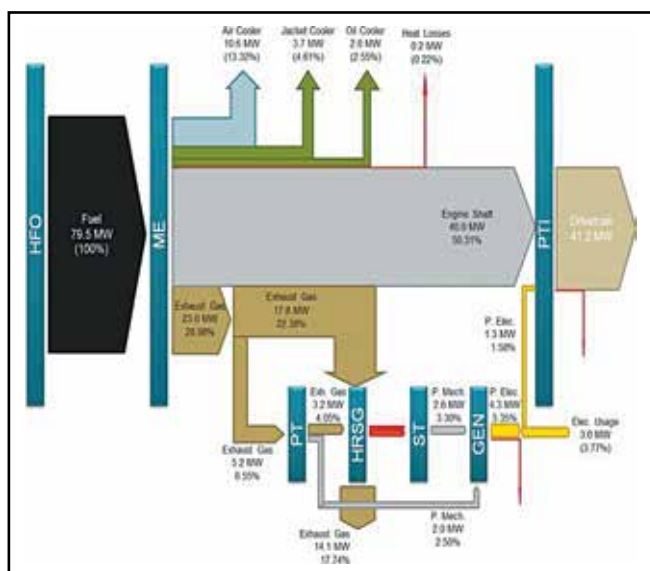 Air Cooler
10.6 MW
(13.32%)
Jacket Cooler
3.7 MW
(4.61%)
Oil Cooler
2.0 MW
(2.55%)
Heat Losses
0.2 MW
(0.22%)
HFO
Fuel
79.5 MW
(100%)
ME
Engine Shaft
40.0 MW
50.31%
PTI
Drivetrain
41.2 MW
Exhaust Gas
23.0 MW
28.98%
Exhaust Gas
17.8 MW
22.38%
P. Elec.
1.3 MW
1.58%
PT
Exh. Gas
3.2 MW
4.05%
HRSG
ST
P. Mech.
2.6 MW
3.30%
GEN
P. Elec.
4.3 MW
5.35%
Elec. Usage
3.0 MW
(3.77%)
Exhaust Gas
5.2 MW
6.55%
Exhaust Gas
14.1 MW
17.74%
P. Mech.
2.0 MW
2.50%